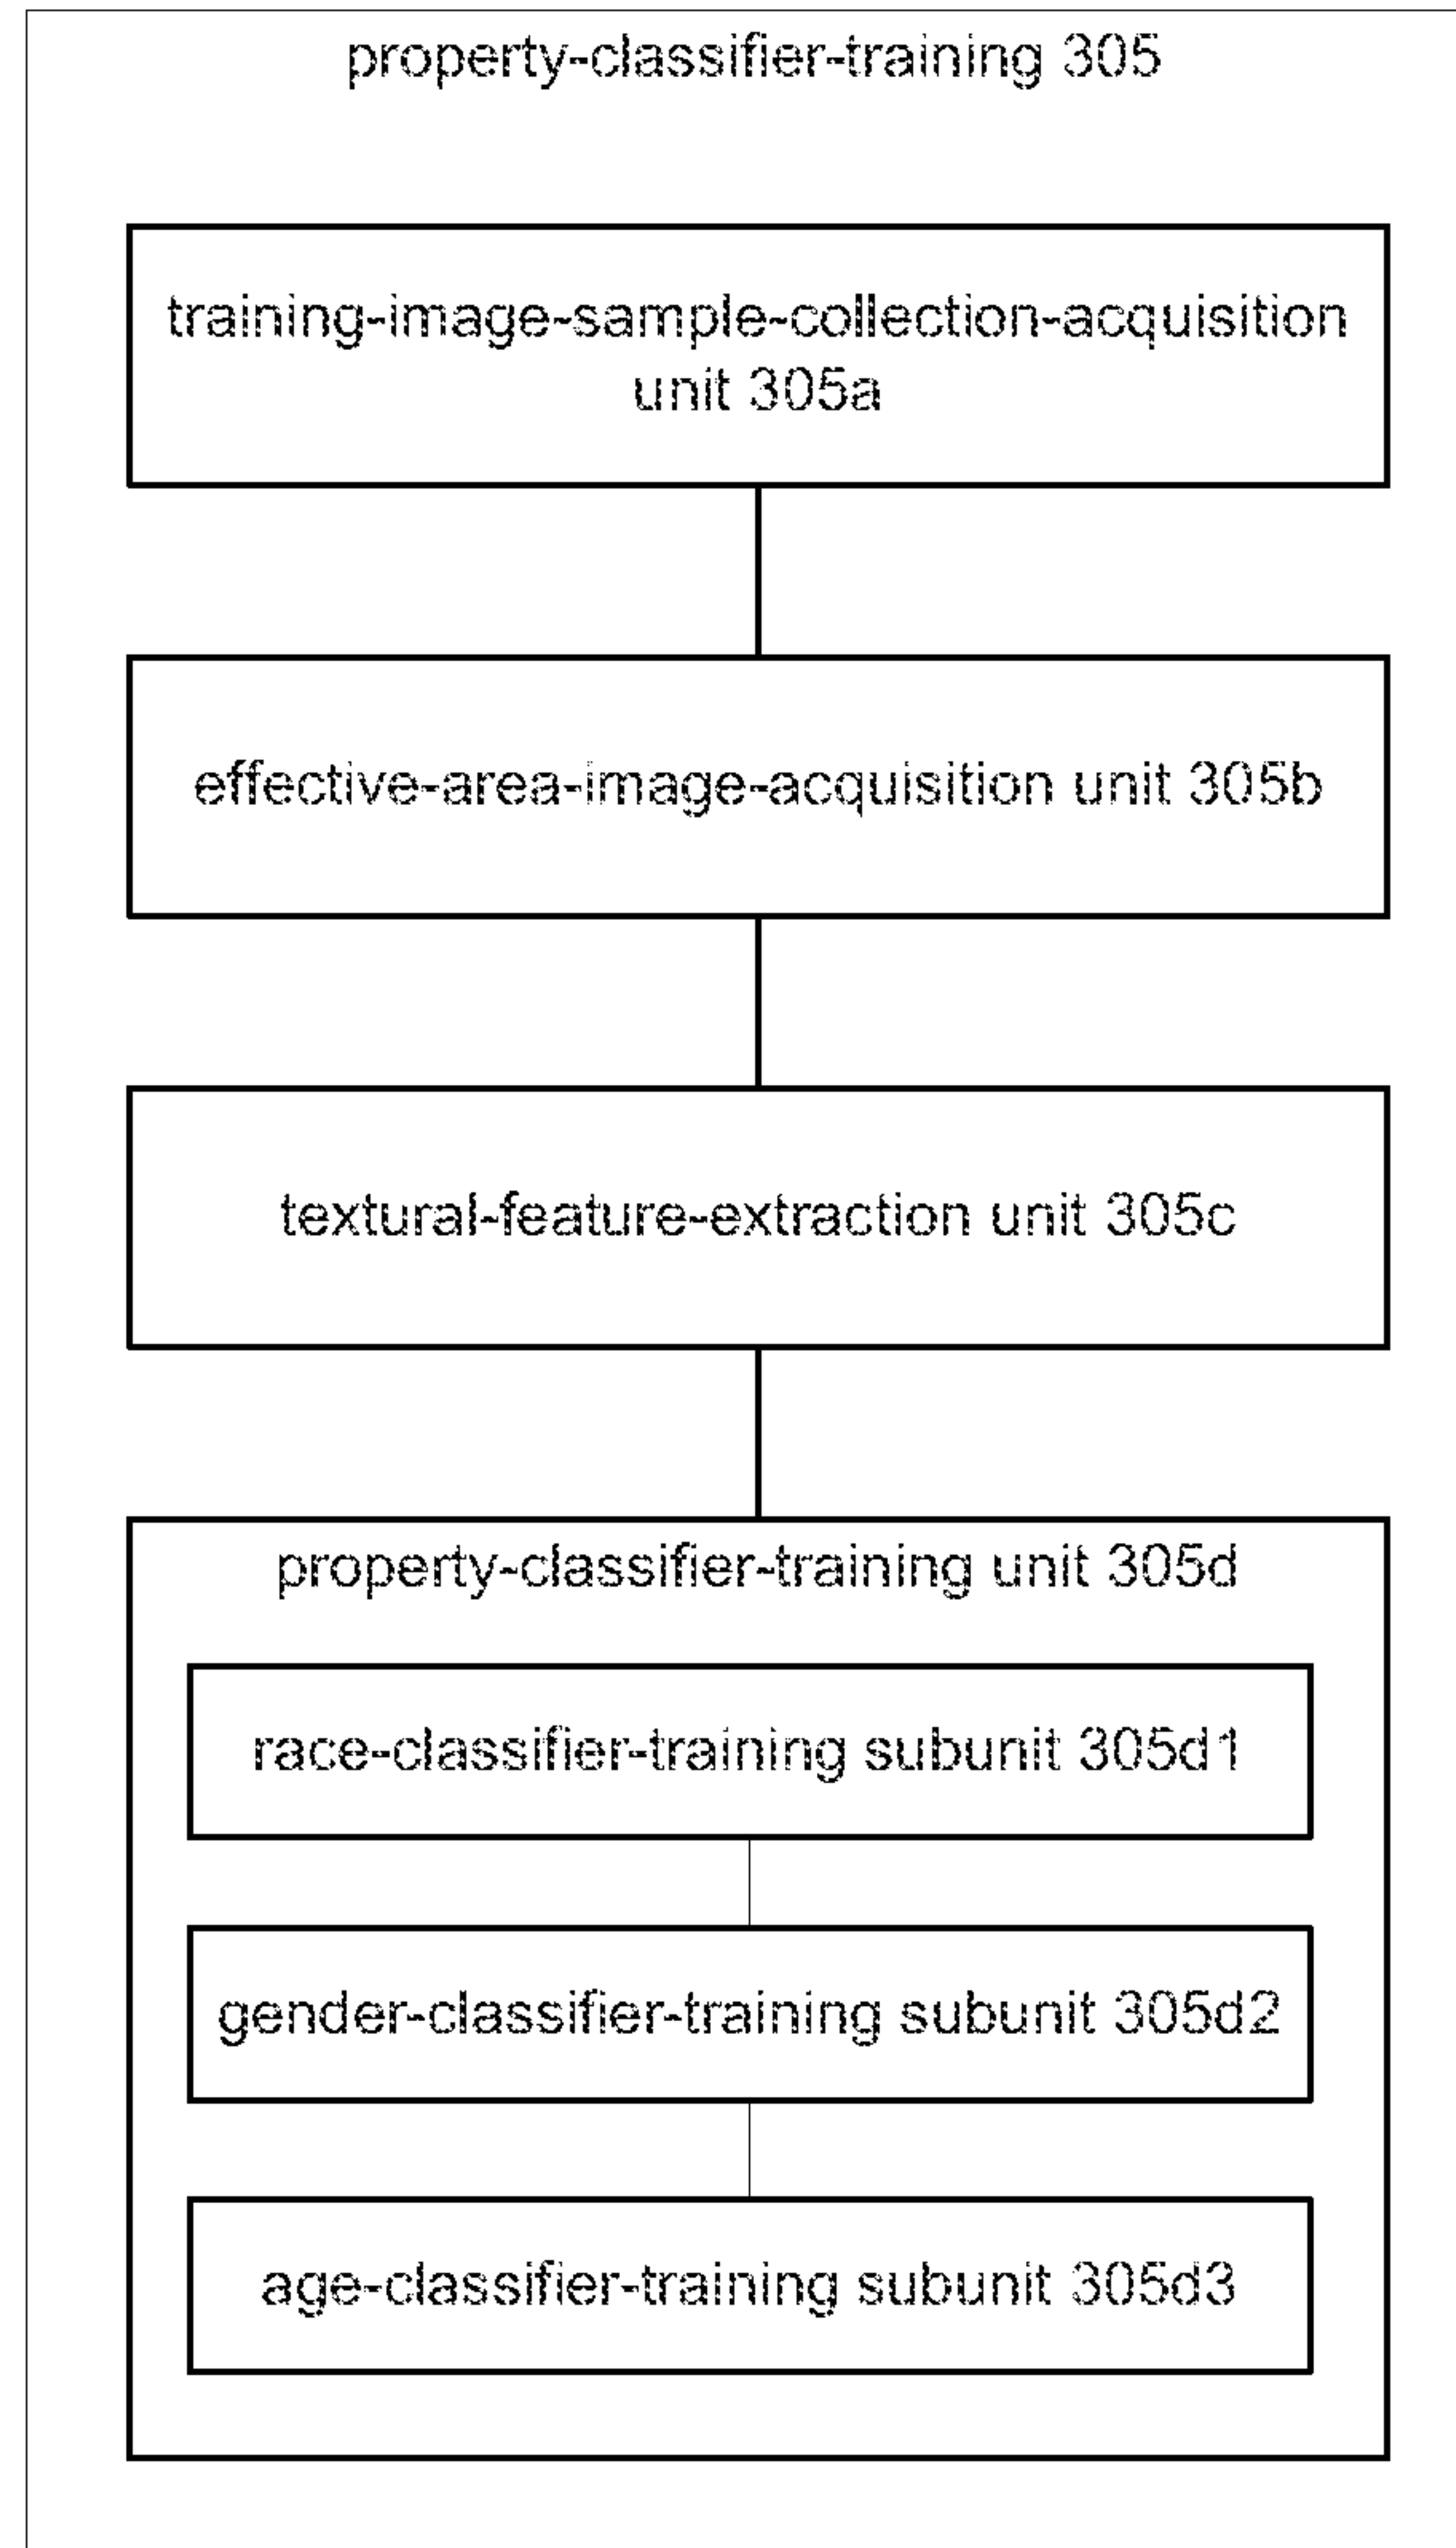 property-classifier-training 305
training-image-sample-collection-acquisition
unit 305a
effective-area-image-acquisition unit 305b
textural-feature-extraction unit 305c
property-classifier-training unit 305d
race-classifier-training subunit 305d1
gender-classifier-training subunit 305d2
age-classifier-training subunit 305d3